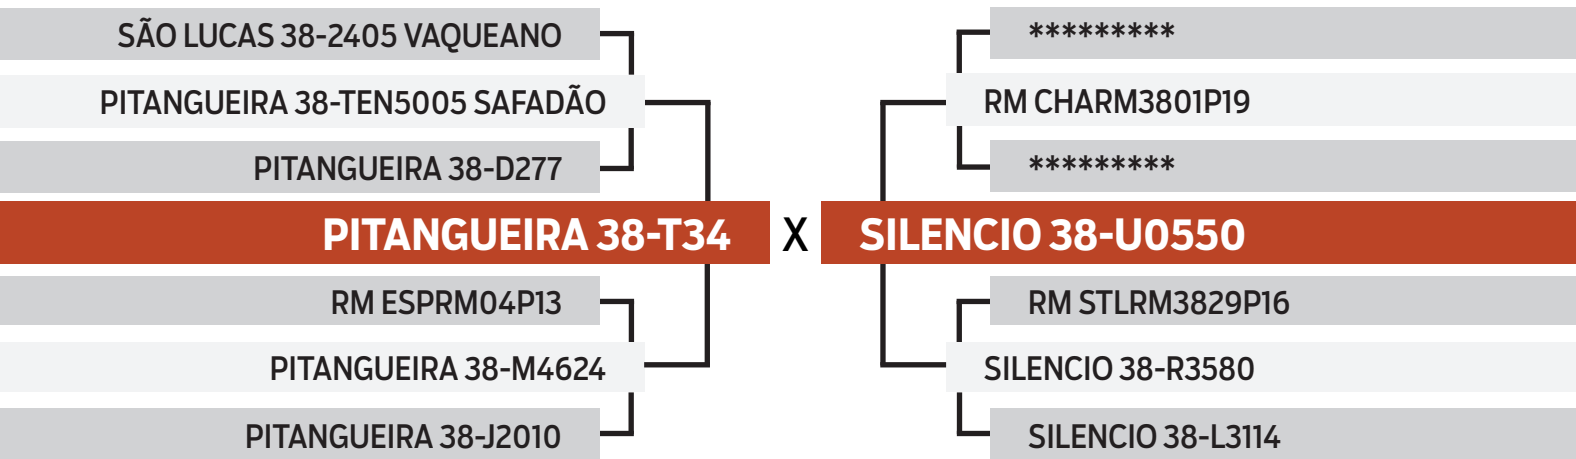 SÃO LUCAS 38-2405 VAQUEANO
PITANGUEIRA 38-TEN5005 SAFADÃO
PITANGUEIRA 38-D277
PITANGUEIRA 38-T34
RM ESPRM04P13
PITANGUEIRA 38-M4624
PITANGUEIRA 38-J2010
X
*********
RM CHARM3801P19
*********
SILENCIO 38-U0550
RM STLRM3829P16
SILENCIO 38-R3580
SILENCIO 38-L3114